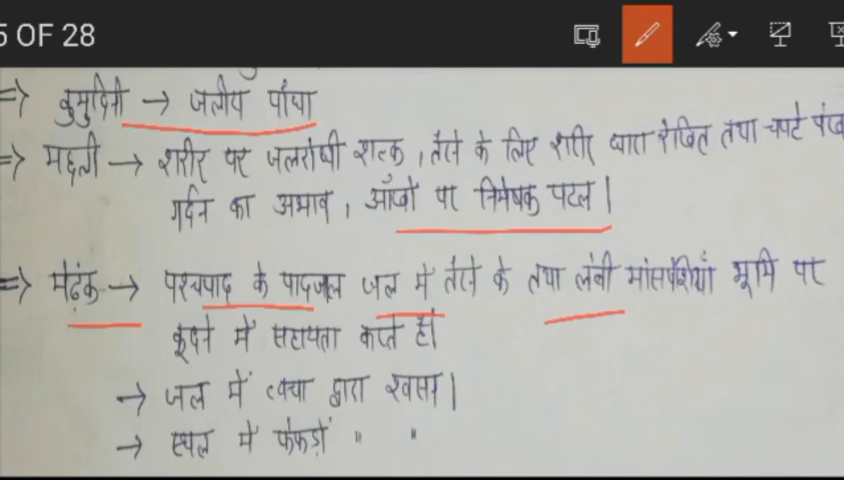 5 OF 28
=> कुमुदिनी → जलीय पौधा
=> मछली → शरीर पर जलरोधी शल्क, तैरने के लिए शरीर धारा रेखित तथा चपटे पंख
गर्दन का अभाव, आँखों पर निमेषक पटल।
=> मेंढ़क → पश्चपाद के पादजाल जल में तैरने के तथा लंबी मांसपेशियाँ भूमि पर
कूदने में सहायता करते हैं।
→ जल में त्वचा द्वारा श्वसन।
→ स्थल में फेफड़ों " "